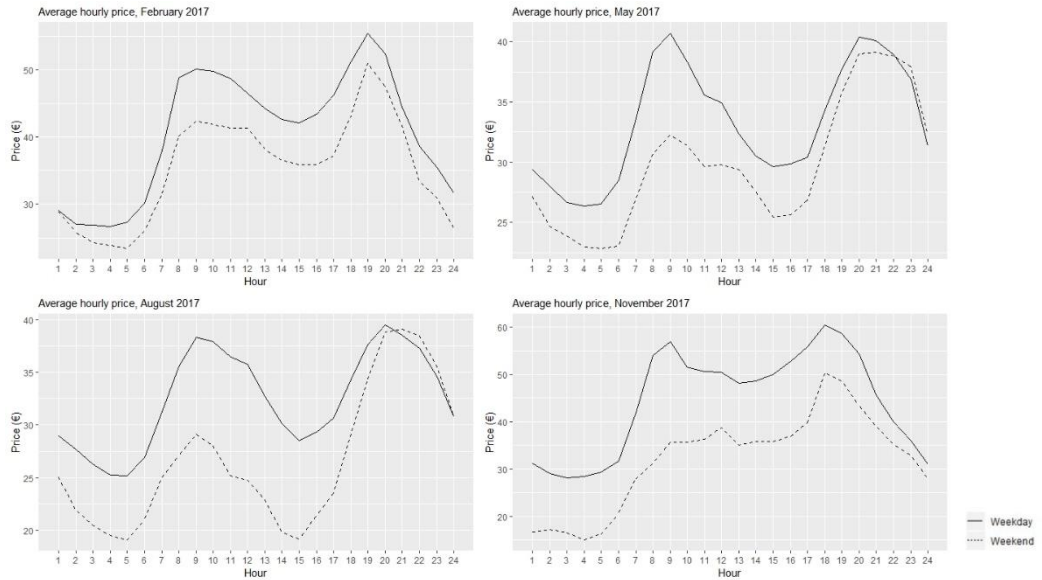 Average hourly price, February 2017
Price (€)
50
40
30
1 2 3 4 5 6 7 8 9 10 11 12 13 14 15 16 17 18 19 20 21 22 23 24
Hour
Average hourly price, May 2017
Price (€)
40
35
30
25
1 2 3 4 5 6 7 8 9 10 11 12 13 14 15 16 17 18 19 20 21 22 23 24
Hour
Average hourly price, August 2017
Price (€)
40
35
30
25
20
1 2 3 4 5 6 7 8 9 10 11 12 13 14 15 16 17 18 19 20 21 22 23 24
Hour
Average hourly price, November 2017
Price (€)
60
50
40
30
20
1 2 3 4 5 6 7 8 9 10 11 12 13 14 15 16 17 18 19 20 21 22 23 24
Hour
Weekday
Weekend